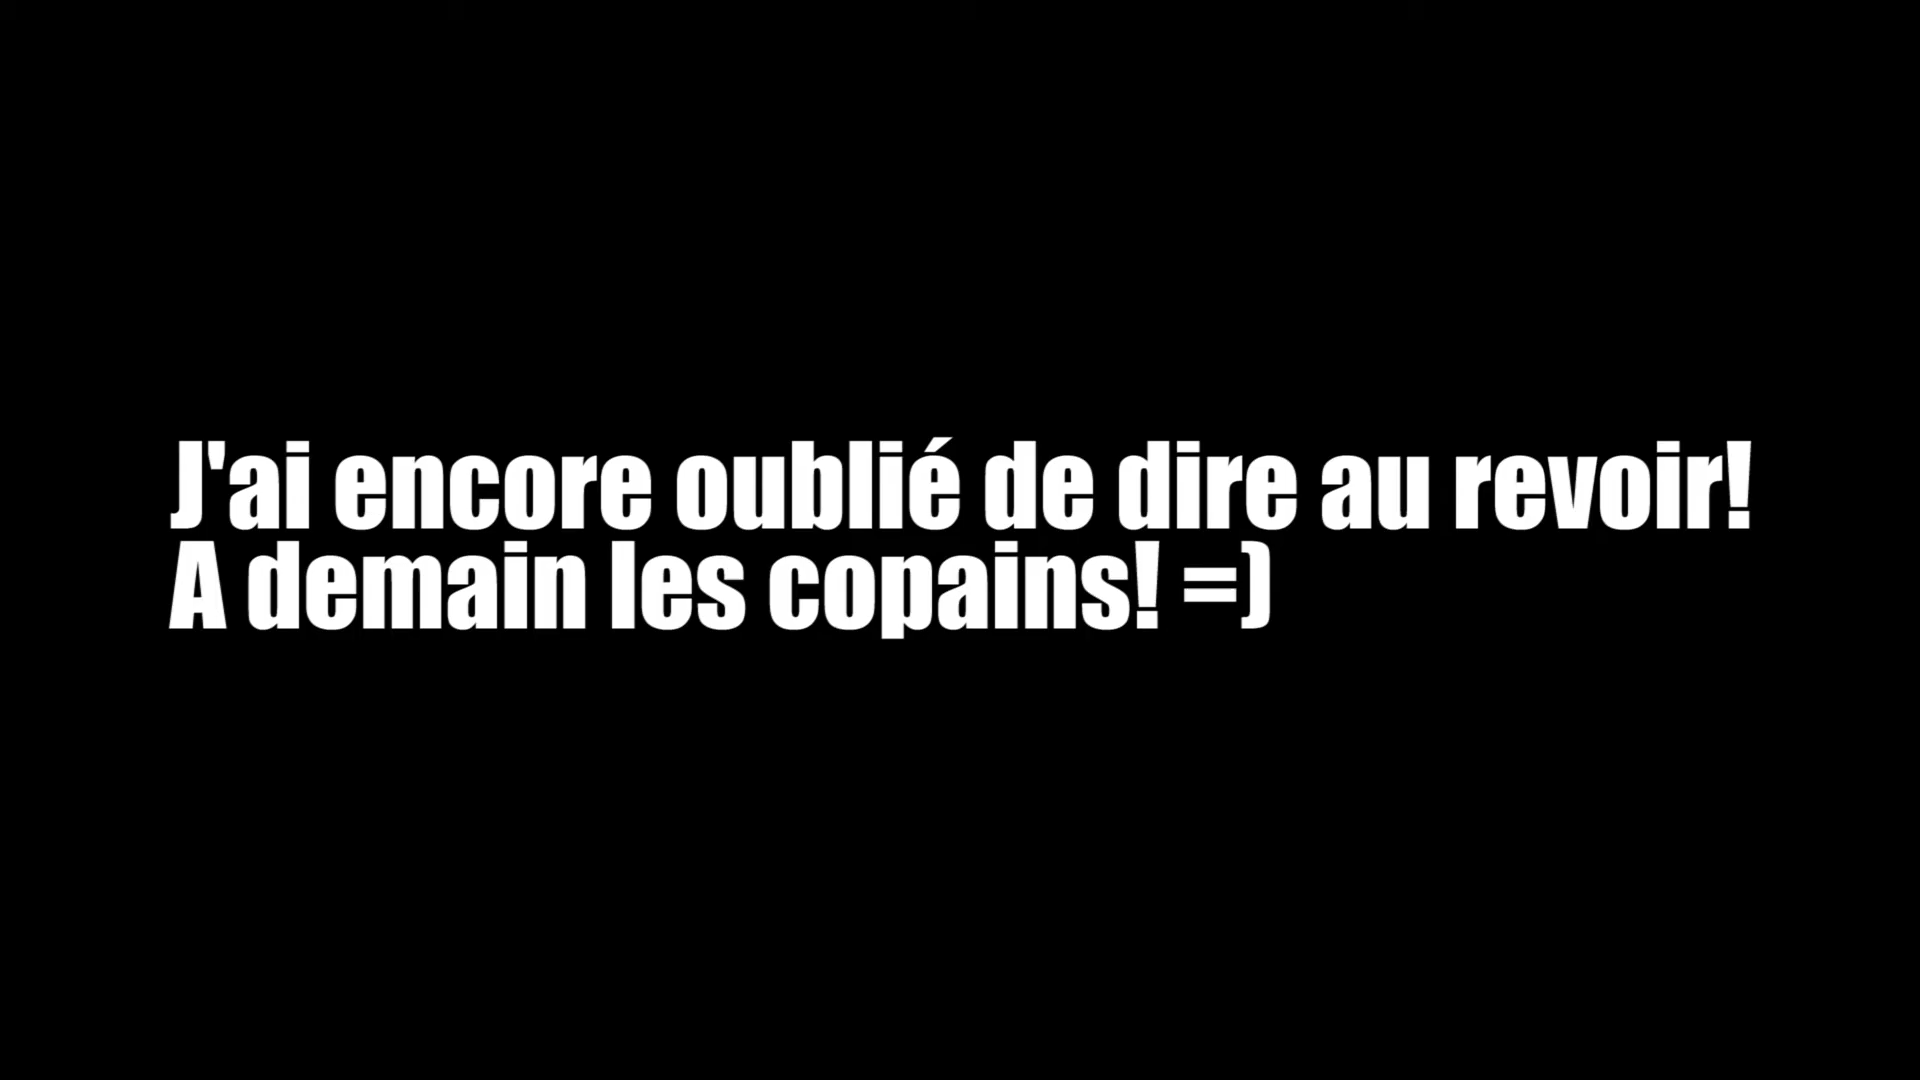 J'ai encore oublié de dire au revoir!
A demain les copains! =)